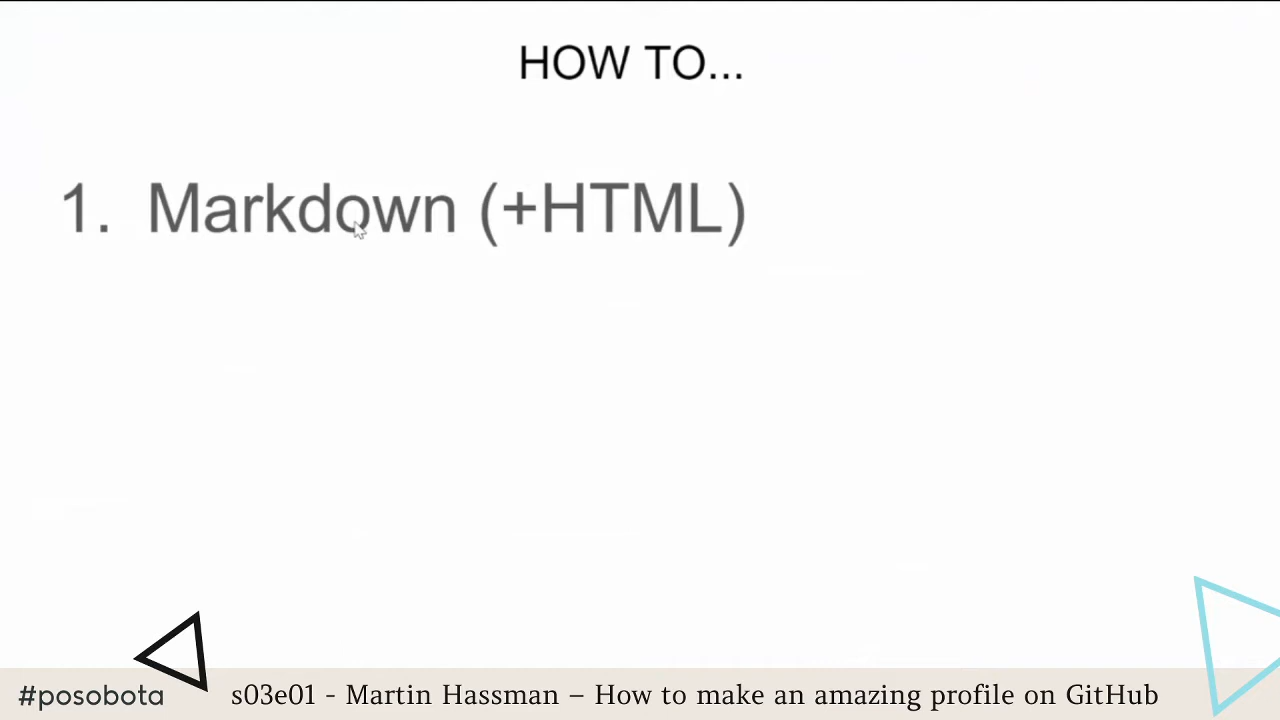 HOW TO...
1. Markdown (+HTML)
#posobota
s03e01 - Martin Hassman – How to make an amazing profile on GitHub